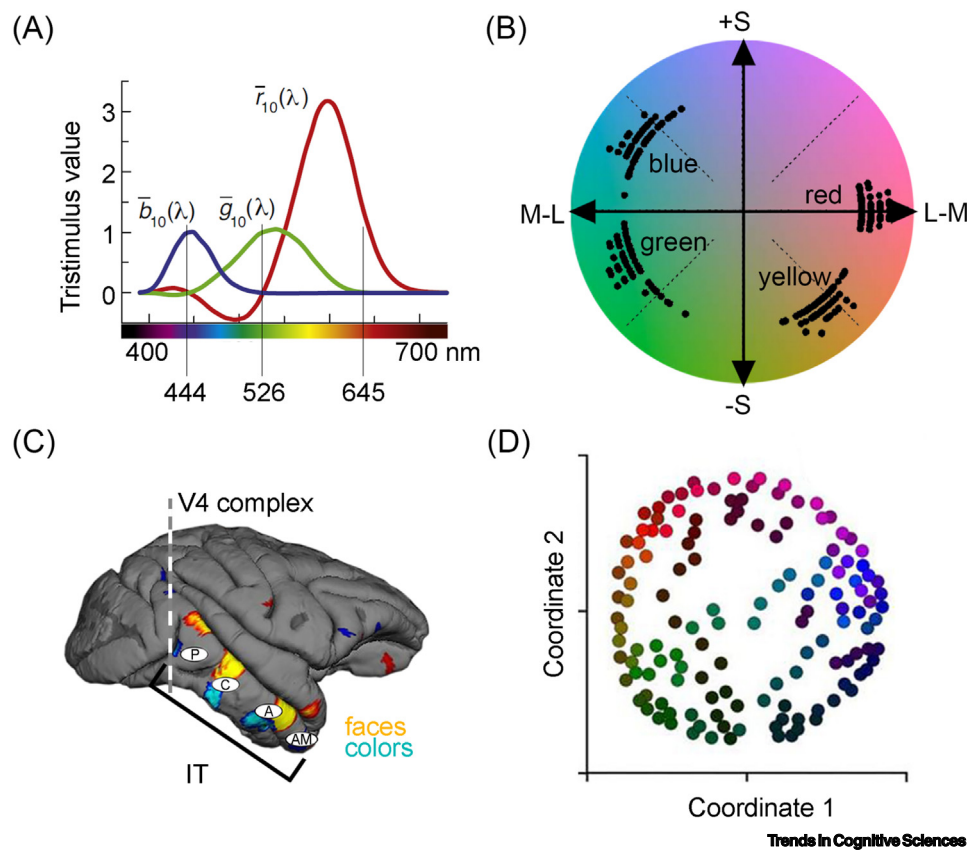 (A)
Tristimulus value
3
2
1
0
b̅10(λ)
g̅10(λ)
r̅10(λ)
400
700 nm
444
526
645
(B)
+S
blue
red
M-L
L-M
green
yellow
-S
(C)
V4 complex
P
C
A
AM
faces
colors
IT
(D)
Coordinate 2
Coordinate 1
Trends in Cognitive Sciences